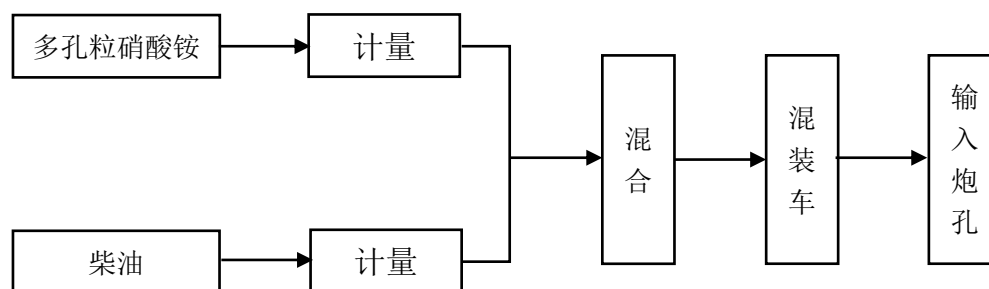 多孔粒硝酸铵
计量
柴油
计量
混合
混装车
输入炮孔